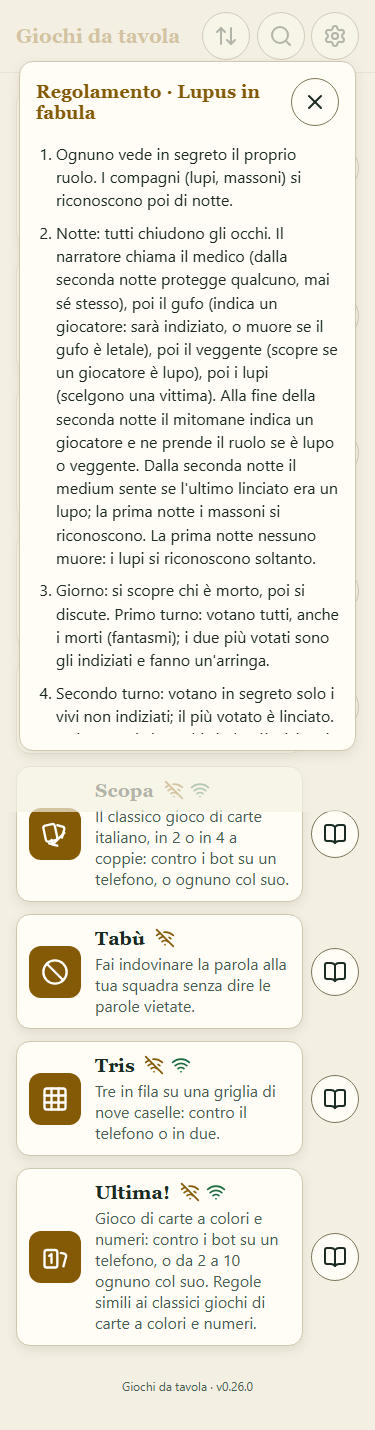 Giochi da tavola
Regolamento · Lupus in
fabula
1. Ognuno vede in segreto il proprio
ruolo. I compagni (lupi, massoni) si
riconoscono poi di notte.
2. Notte: tutti chiudono gli occhi. Il
narratore chiama il medico (dalla
seconda notte protegge qualcuno, mai
sé stesso), poi il gufo (indica un
giocatore: sarà indiziato, o muore se il
gufo è letale), poi il veggente (scopre se
un giocatore è lupo), poi i lupi
(scelgono una vittima). Alla fine della
seconda notte il mitomane indica un
giocatore e ne prende il ruolo se è lupo
o veggente. Dalla seconda notte il
medium sente se l'ultimo linciato era un
lupo; la prima notte i massoni si
riconoscono. La prima notte nessuno
muore: i lupi si riconoscono soltanto.
3. Giorno: si scopre chi è morto, poi si
discute. Primo turno: votano tutti, anche
i morti (fantasmi); i due più votati sono
gli indiziati e fanno un'arringa.
4. Secondo turno: votano in segreto solo i
vivi non indiziati; il più votato è linciato.
Scopa
Il classico gioco di carte
italiano, in 2 o in 4 a
coppie: contro i bot su un
telefono, o ognuno col suo.
Tabù
Fai indovinare la parola alla
tua squadra senza dire le
parole vietate.
Tris
Tre in fila su una griglia di
nove caselle: contro il
telefono o in due.
Ultima!
1
Gioco di carte a colori e
numeri: contro i bot su un
telefono, o da 2 a 10
ognuno col suo. Regole
simili ai classici giochi di
carte a colori e numeri.
Giochi da tavola · v0.26.0